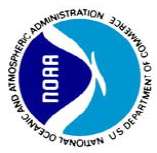 NATIONAL OCEANIC AND ATMOSPHERIC ADMINISTRATION
U S DEPARTMENT OF COMMERCE
NOAA